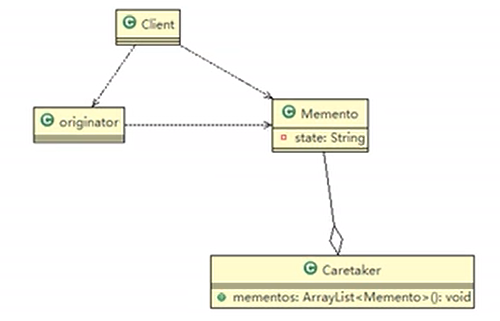 Client
originator
Memento
state: String
Caretaker
mementos: ArrayList<Memento>(): void